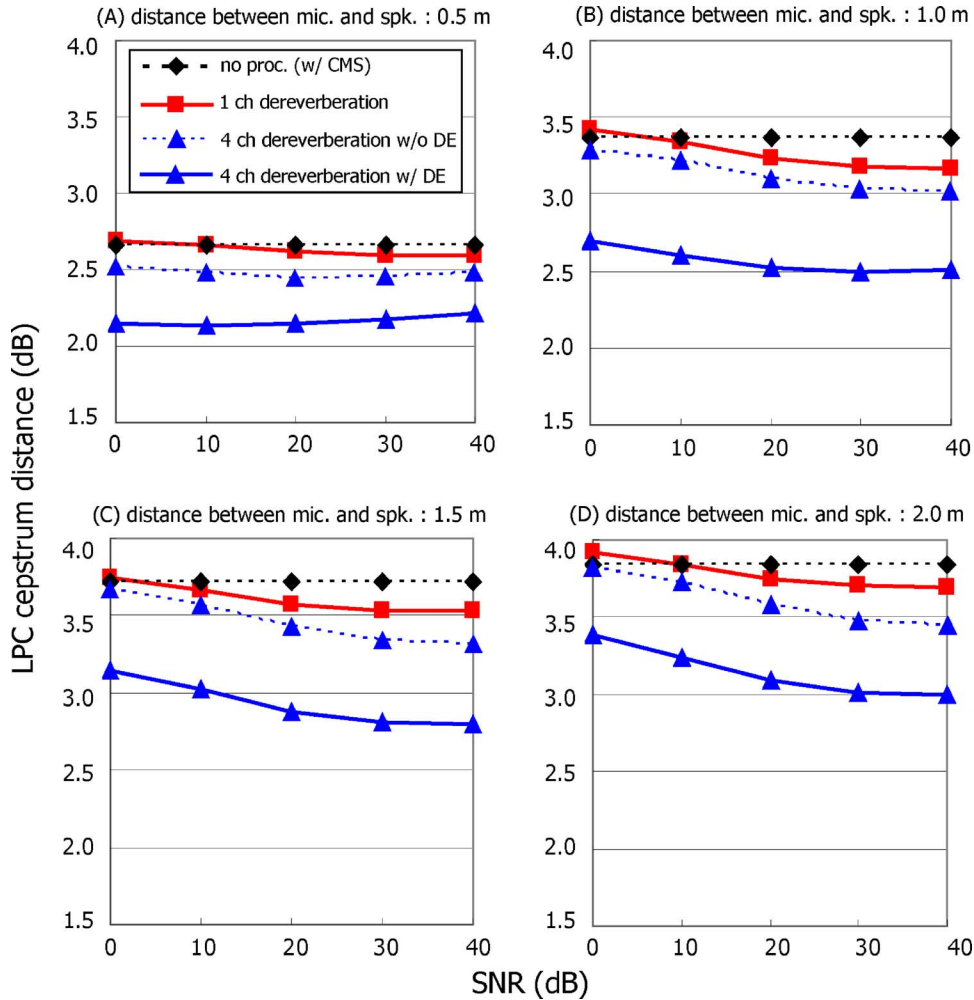 (A) distance between mic. and spk. : 0.5 m
4.0
3.5
3.0
2.5
2.0
1.5
no proc. (w/ CMS)
1 ch dereverberation
4 ch dereverberation w/o DE
4 ch dereverberation w/ DE
0 10 20 30 40
(B) distance between mic. and spk. : 1.0 m
4.0
3.5
3.0
2.5
2.0
1.5
0 10 20 30 40
LPC cepstrum distance (dB)
(C) distance between mic. and spk. : 1.5 m
4.0
3.5
3.0
2.5
2.0
1.5
0 10 20 30 40
(D) distance between mic. and spk. : 2.0 m
4.0
3.5
3.0
2.5
2.0
1.5
0 10 20 30 40
SNR (dB)